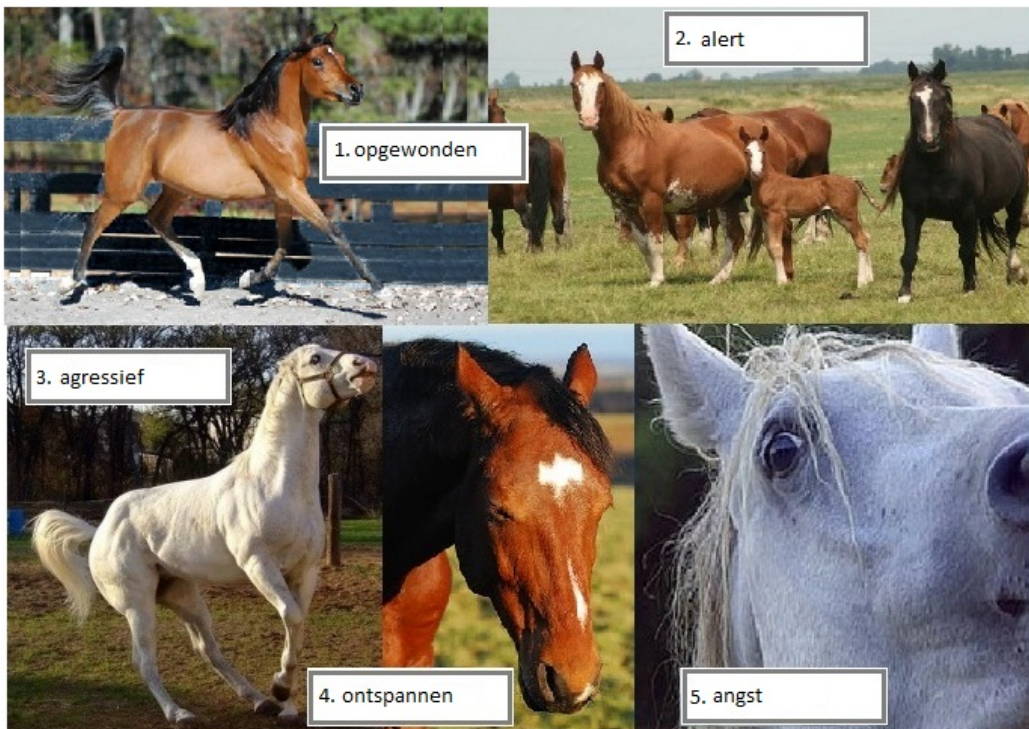 1. opgewonden
2. alert
3. agressief
4. ontspannen
5. angst